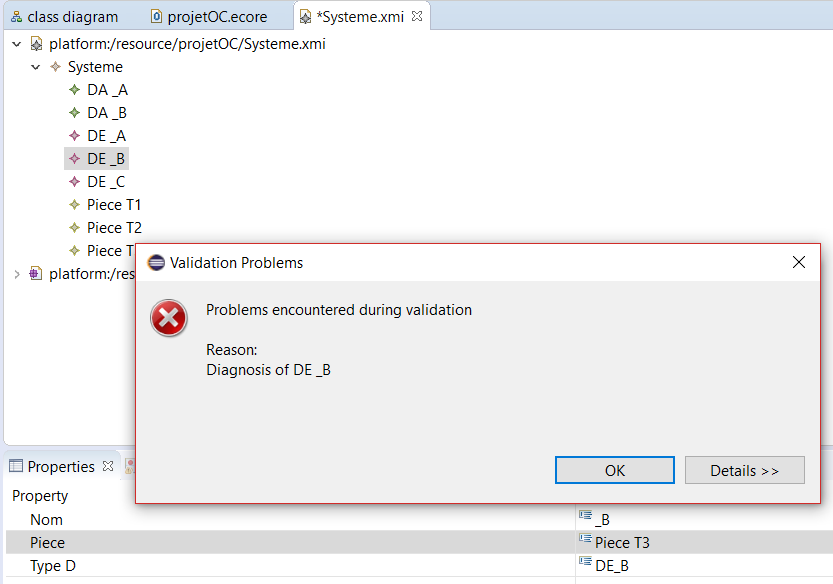 class diagram projetOC.ecore *Systeme.xmi
platform:/resource/projetOC/Systeme.xmi
Systeme
DA _A
DA _B
DE _A
DE _B
DE _C
Piece T1
Piece T2
Piece T
platform:/res
Validation Problems
Problems encountered during validation
Reason:
Diagnosis of DE _B
OK Details >>
Properties
Property
Nom _B
Piece Piece T3
Type D DE_B